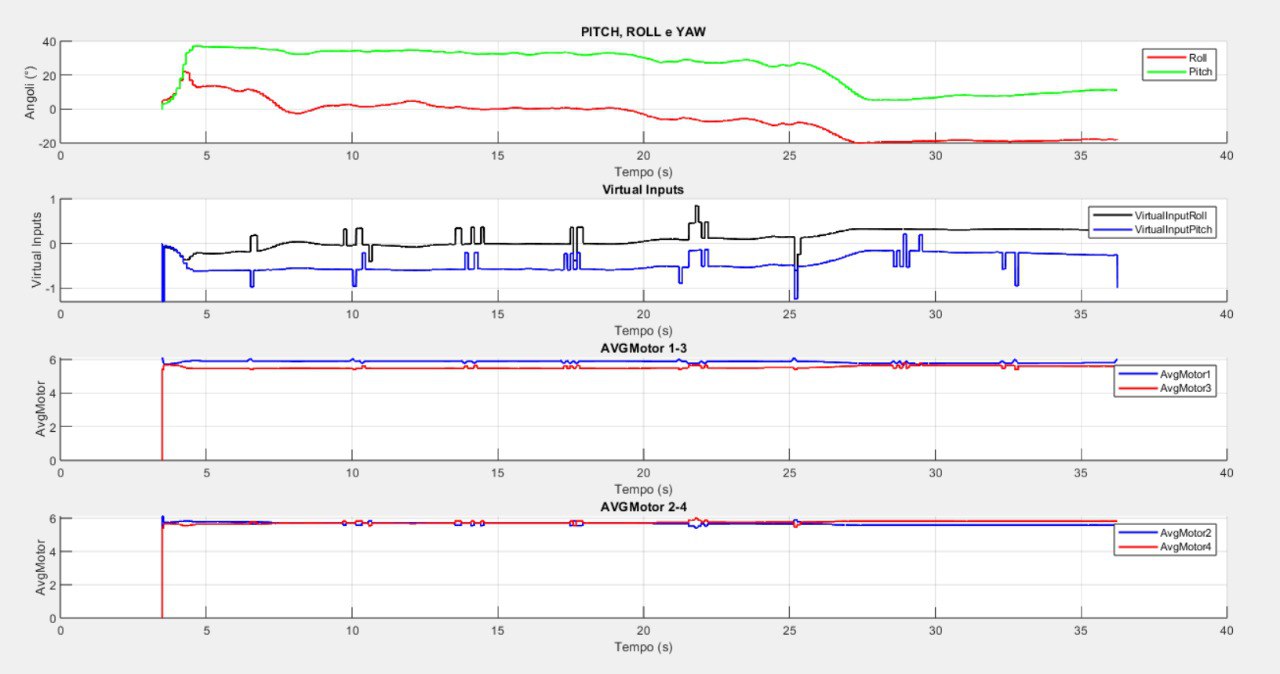 PITCH, ROLL e YAW
Angoli (°)
40
20
0
-20
Roll
Pitch
0 5 10 15 20 25 30 35 40
Tempo (s)
Virtual Inputs
Virtual Inputs
1
0
-1
VirtualInputRoll
VirtualInputPitch
0 5 10 15 20 25 30 35 40
Tempo (s)
AVGMotor 1-3
AvgMotor
6
4
2
0
AvgMotor1
AvgMotor3
0 5 10 15 20 25 30 35 40
Tempo (s)
AVGMotor 2-4
AvgMotor
6
4
2
0
AvgMotor2
AvgMotor4
0 5 10 15 20 25 30 35 40
Tempo (s)